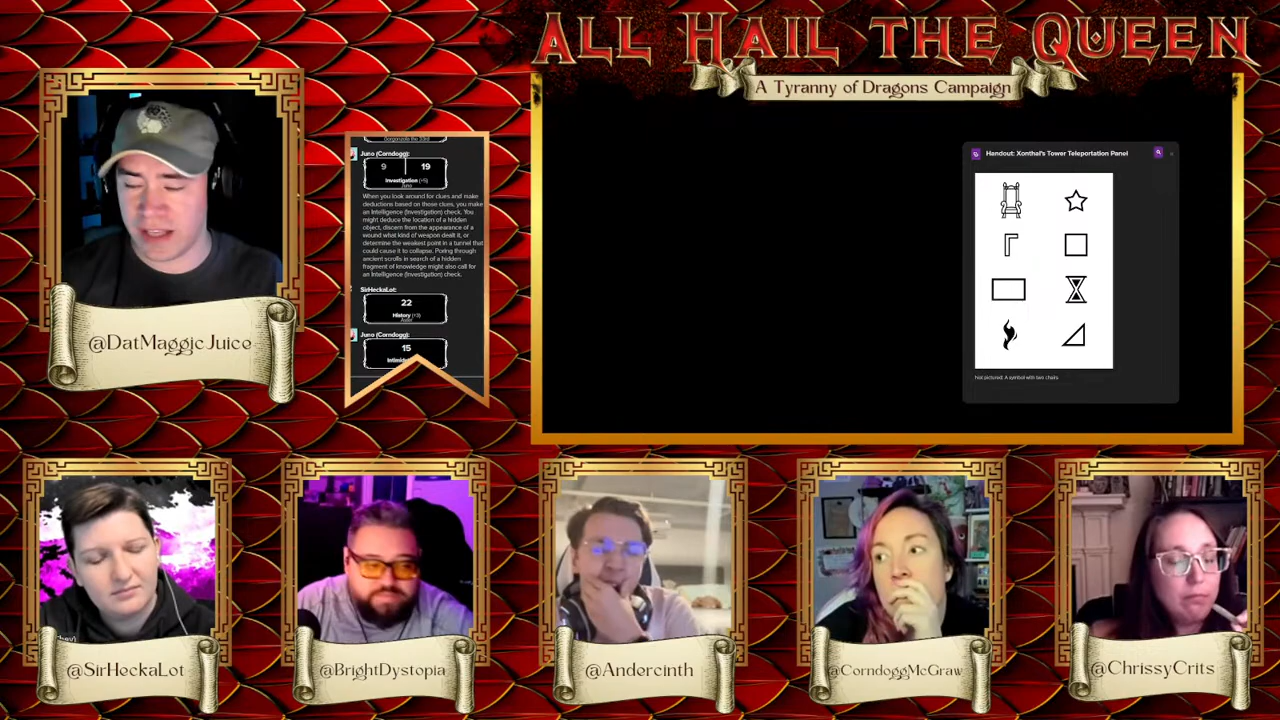 ALL HAIL THE QUEEN
A Tyranny of Dragons Campaign
@DatMaggicJuice
Juno (Corndogg):
9 19
Investigation (+5)
Juno
When you look around for clues and make
deductions based on those clues, you make
an Intelligence (Investigation) check. You
might deduce the location of a hidden
object, discern from the appearance of a
wound what kind of weapon dealt it, or
determine the weakest point in a tunnel that
could cause it to collapse. Poring through
ancient scrolls in search of a hidden
fragment of knowledge might also call for
an Intelligence (Investigation) check.
SirHeckaLot:
22
History (+3)
Juno (Corndogg):
15
Handout: Xonthal's Tower Teleportation Panel
Not pictured: A symbol with two chairs
@SirHeckaLot
@BrightDystopia
@Andercinth
@CorndoggMcGraw
@ChrissyCrits